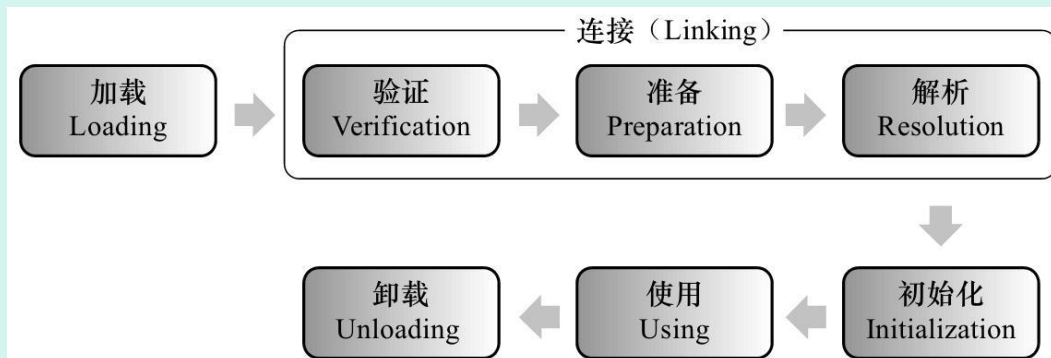 连接（Linking）
加载
Loading
验证
Verification
准备
Preparation
解析
Resolution
初始化
Initialization
使用
Using
卸载
Unloading